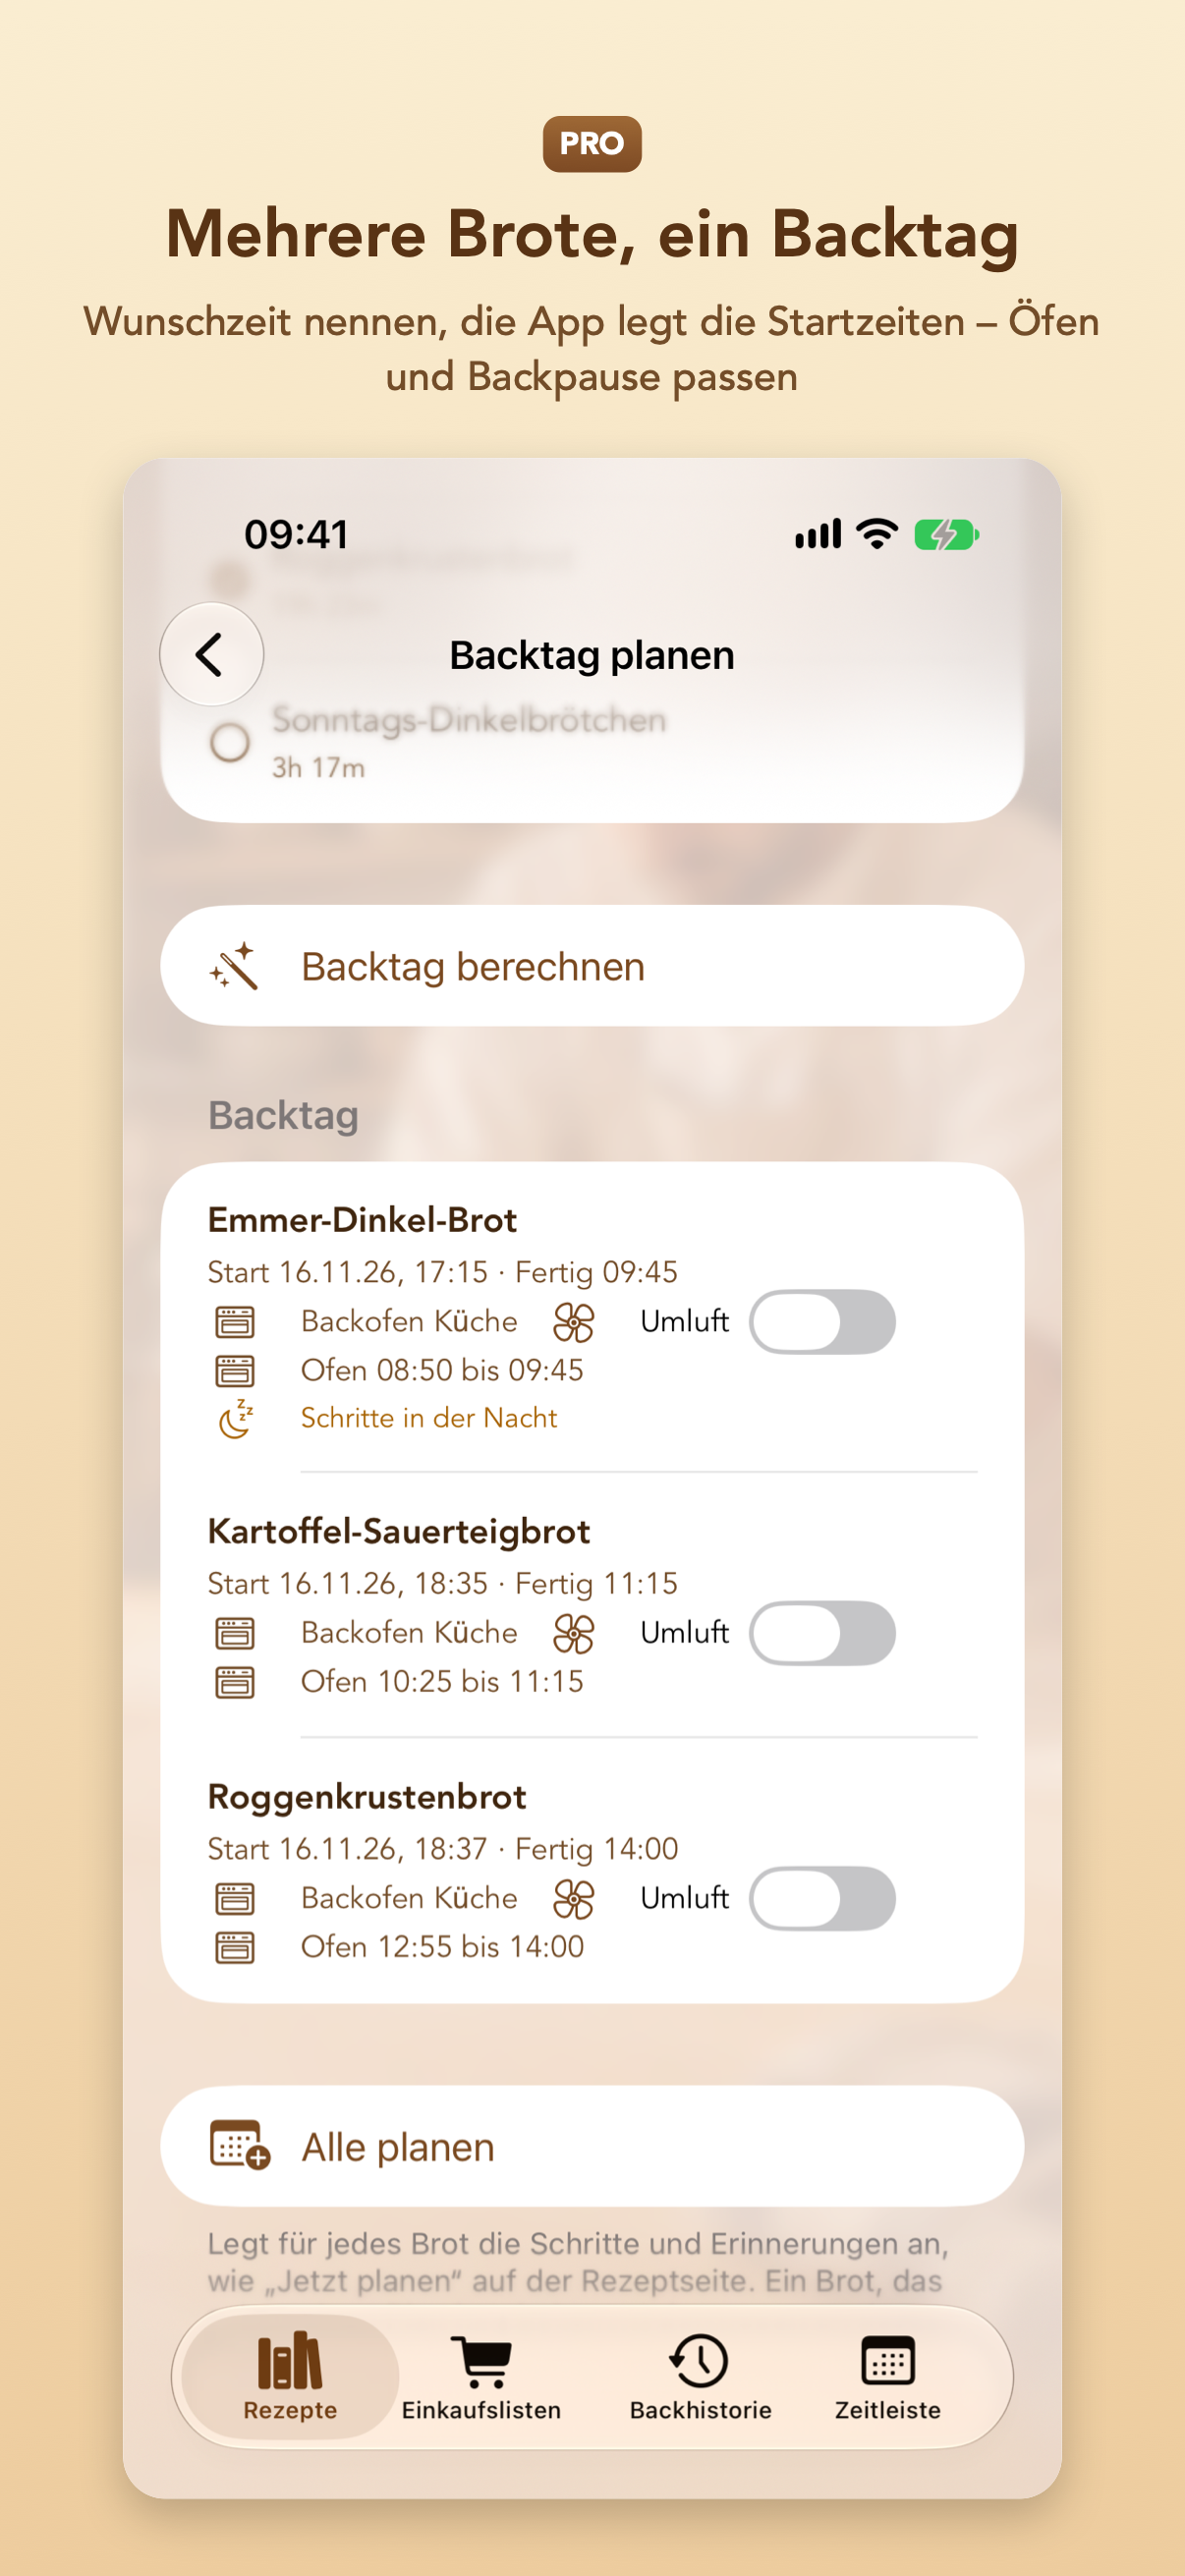 PRO
Mehrere Brote, ein Backtag
Wunschzeit nennen, die App legt die Startzeiten – Öfen
und Backpause passen
09:41
Backtag planen
Sonntags-Dinkelbrötchen
3h 17m
Backtag berechnen
Backtag
Emmer-Dinkel-Brot
Start 16.11.26, 17:15 · Fertig 09:45
Backofen Küche Umluft
Ofen 08:50 bis 09:45
Schritte in der Nacht
Kartoffel-Sauerteigbrot
Start 16.11.26, 18:35 · Fertig 11:15
Backofen Küche Umluft
Ofen 10:25 bis 11:15
Roggenkrustenbrot
Start 16.11.26, 18:37 · Fertig 14:00
Backofen Küche Umluft
Ofen 12:55 bis 14:00
Alle planen
Legt für jedes Brot die Schritte und Erinnerungen an,
wie „Jetzt planen“ auf der Rezeptseite. Ein Brot, das
Rezepte Einkaufslisten Backhistorie Zeitleiste